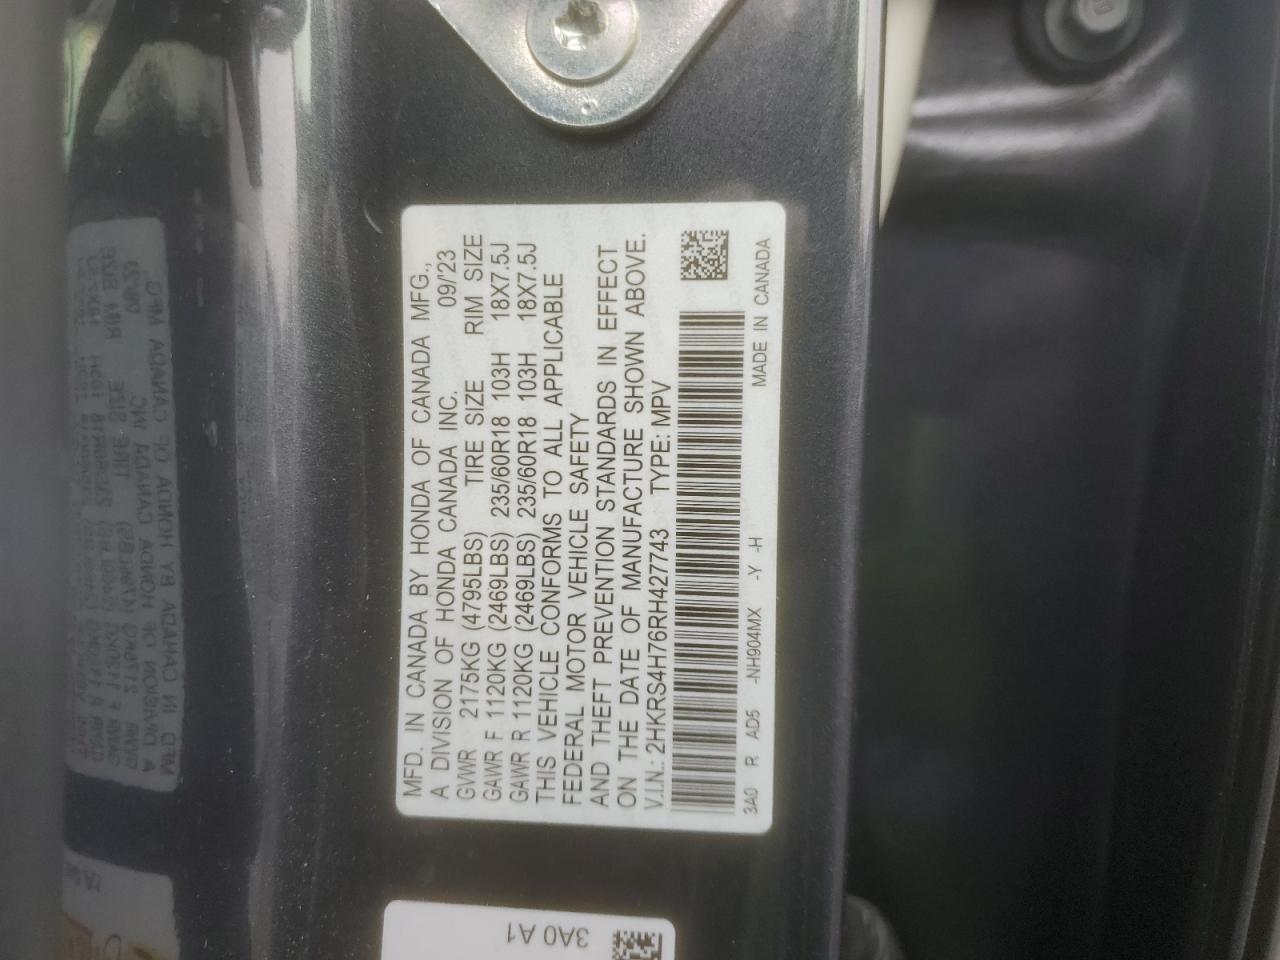 MFD. IN CANADA BY HONDA OF CANADA MFG.,
A DIVISION OF HONDA CANADA INC. 09/23
GVWR 2175KG (4795LBS) TIRE SIZE RIM SIZE
GAWR F 1120KG (2469LBS) 235/60R18 103H 18X7.5J
GAWR R 1120KG (2469LBS) 235/60R18 103H 18X7.5J
THIS VEHICLE CONFORMS TO ALL APPLICABLE
FEDERAL MOTOR VEHICLE SAFETY
AND THEFT PREVENTION STANDARDS IN EFFECT
ON THE DATE OF MANUFACTURE SHOWN ABOVE.
V.I.N.: 2HKRS4H76RH427743 TYPE: MPV
3A0 R AD5 -NH904MX -Y -H MADE IN CANADA
3A0 A1